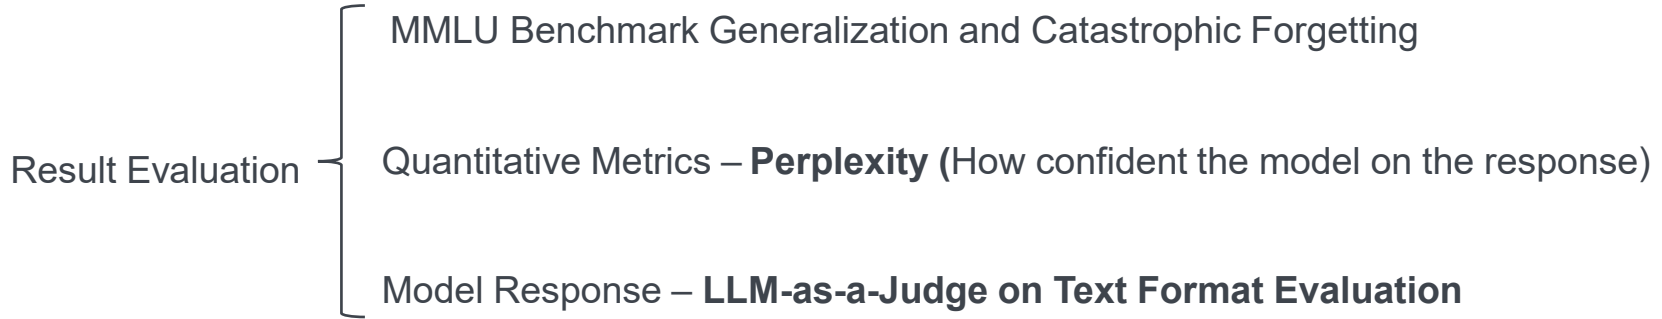 MMLU Benchmark Generalization and Catastrophic Forgetting
Result Evaluation
Quantitative Metrics – Perplexity (How confident the model on the response)
Model Response – LLM-as-a-Judge on Text Format Evaluation